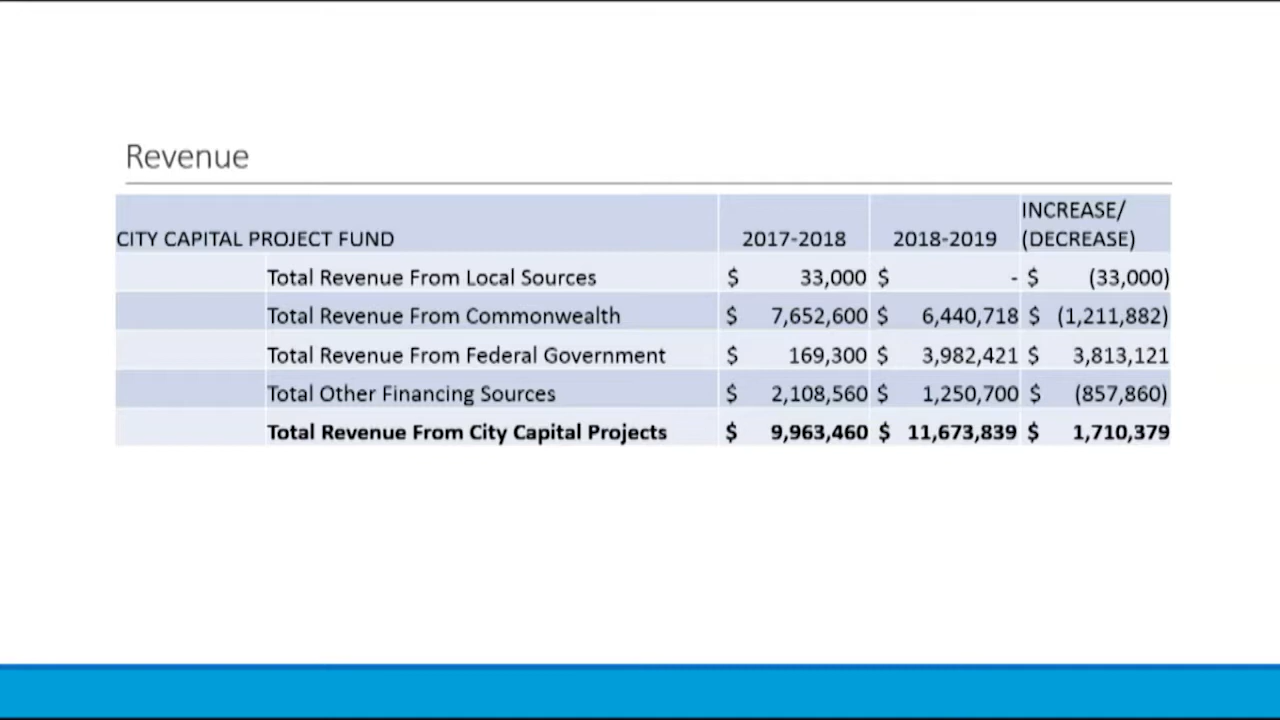 Revenue
INCREASE/
CITY CAPITAL PROJECT FUND 2017-2018 2018-2019 (DECREASE)
Total Revenue From Local Sources $ 33,000 $ - $ (33,000)
Total Revenue From Commonwealth $ 7,652,600 $ 6,440,718 $ (1,211,882)
Total Revenue From Federal Government $ 169,300 $ 3,982,421 $ 3,813,121
Total Other Financing Sources $ 2,108,560 $ 1,250,700 $ (857,860)
Total Revenue From City Capital Projects $ 9,963,460 $ 11,673,839 $ 1,710,379